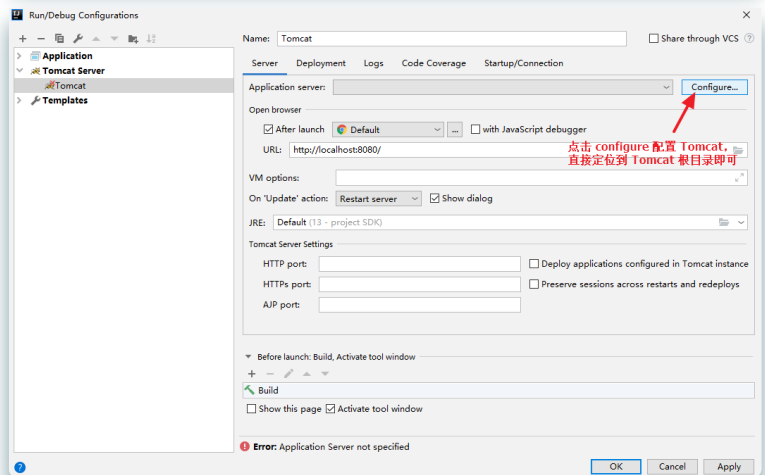 Run/Debug Configurations
Name: Tomcat
Share through VCS
Application
Tomcat Server
Tomcat
Templates
Server Deployment Logs Code Coverage Startup/Connection
Application server: Configure...
Open browser
After launch Default ... with JavaScript debugger
URL: http://localhost:8080/
点击 configure 配置 Tomcat,
直接定位到 Tomcat 根目录即可
VM options:
On 'Update' action: Restart server Show dialog
JRE: Default (13 - project SDK)
Tomcat Server Settings
HTTP port: Deploy applications configured in Tomcat instance
HTTPs port: Preserve sessions across restarts and redeploys
AJP port:
Before launch: Build, Activate tool window
Build
Show this page Activate tool window
Error: Application Server not specified
OK Cancel Apply